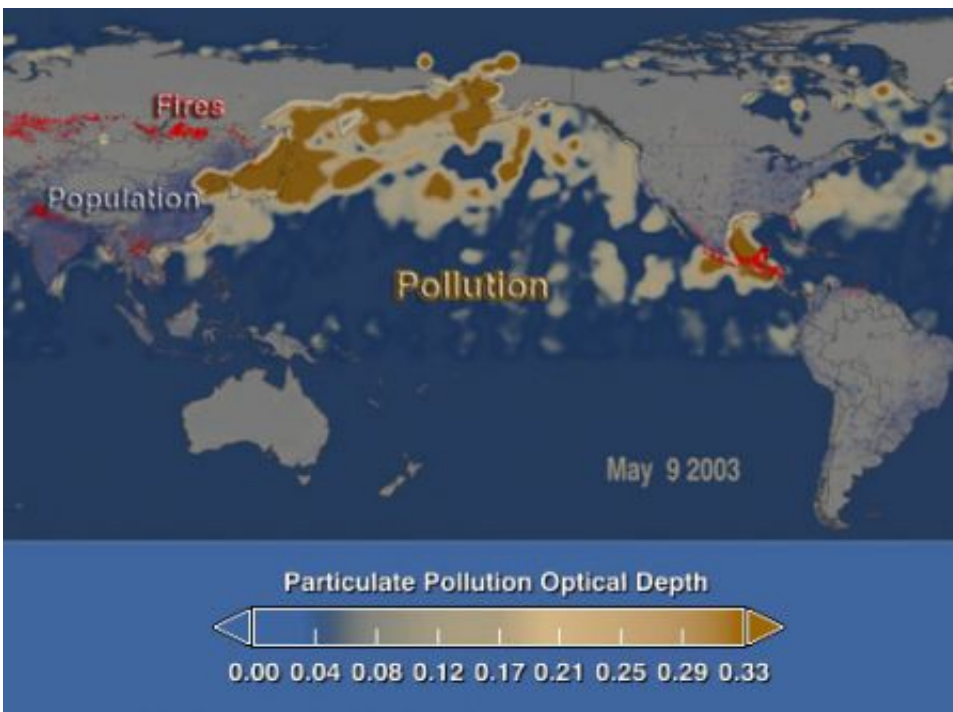 Fires
Population
Pollution
May 9 2003
Particulate Pollution Optical Depth
0.00 0.04 0.08 0.12 0.17 0.21 0.25 0.29 0.33